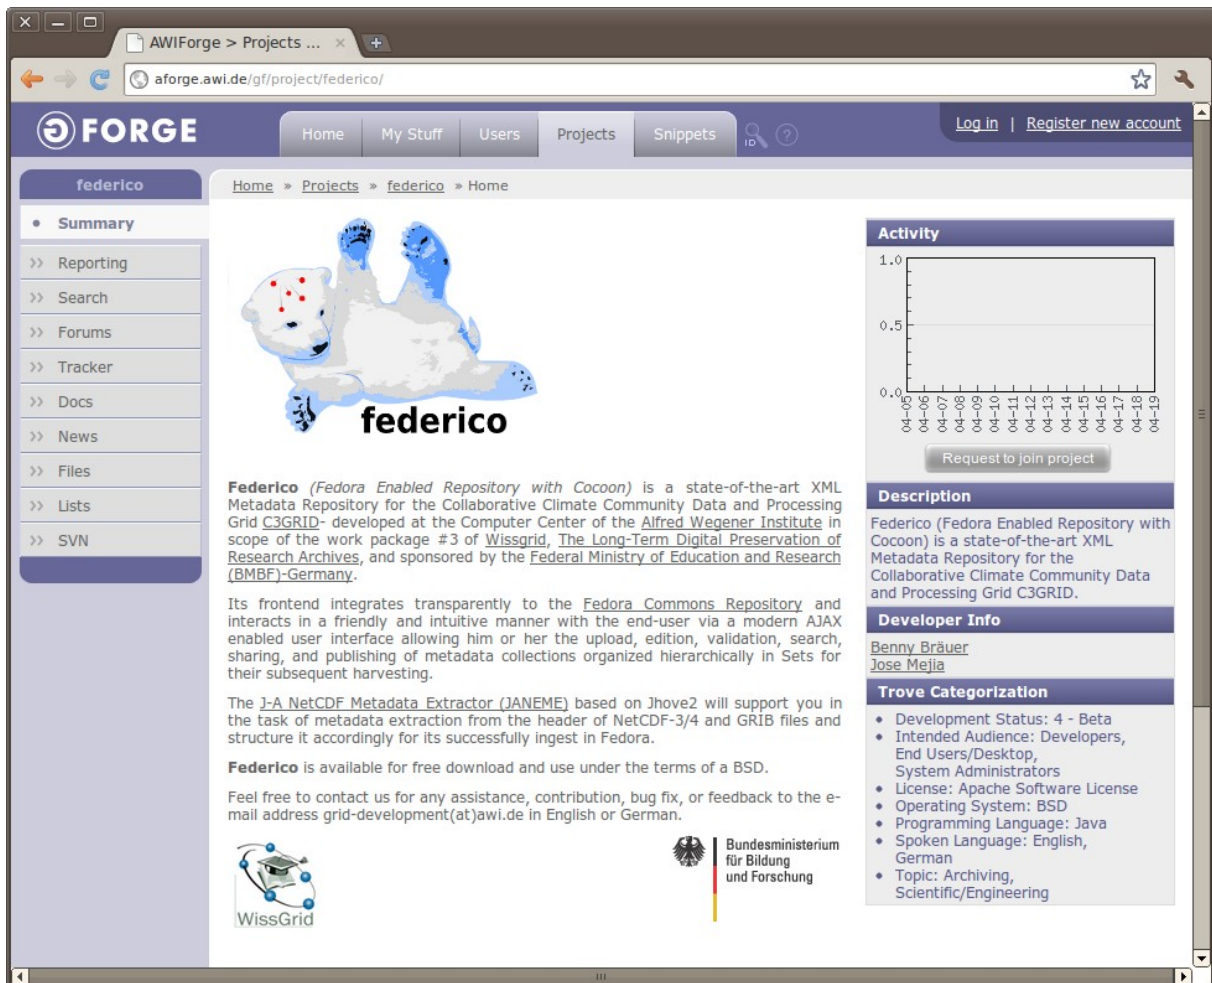 AWIForge > Projects ...
aforge.awi.de/gf/project/federico/
FORGE
Home
My Stuff
Users
Projects
Snippets
ID
?
Log in | Register new account
federico
Summary
Reporting
Search
Forums
Tracker
Docs
News
Files
Lists
SVN
Home » Projects » federico » Home
federico
Federico (Fedora Enabled Repository with Cocoon) is a state-of-the-art XML
Metadata Repository for the Collaborative Climate Community Data and Processing
Grid C3GRID- developed at the Computer Center of the Alfred Wegener Institute in
scope of the work package #3 of Wissgrid, The Long-Term Digital Preservation of
Research Archives, and sponsored by the Federal Ministry of Education and Research
(BMBF)-Germany.
Its frontend integrates transparently to the Fedora Commons Repository and
interacts in a friendly and intuitive manner with the end-user via a modern AJAX
enabled user interface allowing him or her the upload, edition, validation, search,
sharing, and publishing of metadata collections organized hierarchically in Sets for
their subsequent harvesting.
The J-A NetCDF Metadata Extractor (JANEME) based on Jhove2 will support you in
the task of metadata extraction from the header of NetCDF-3/4 and GRIB files and
structure it accordingly for its successfully ingest in Fedora.
Federico is available for free download and use under the terms of a BSD.
Feel free to contact us for any assistance, contribution, bug fix, or feedback to the e-
mail address grid-development(at)awi.de in English or German.
WissGrid
Bundesministerium
für Bildung
und Forschung
Activity
1.0
0.5
0.0
04-05
04-06
04-07
04-08
04-09
04-10
04-11
04-12
04-13
04-14
04-15
04-16
04-17
04-18
04-19
Request to join project
Description
Federico (Fedora Enabled Repository with
Cocoon) is a state-of-the-art XML
Metadata Repository for the
Collaborative Climate Community Data
and Processing Grid C3GRID.
Developer Info
Benny Bräuer
Jose Mejia
Trove Categorization
• Development Status: 4 - Beta
• Intended Audience: Developers,
End Users/Desktop,
System Administrators
• License: Apache Software License
• Operating System: BSD
• Programming Language: Java
• Spoken Language: English,
German
• Topic: Archiving,
Scientific/Engineering